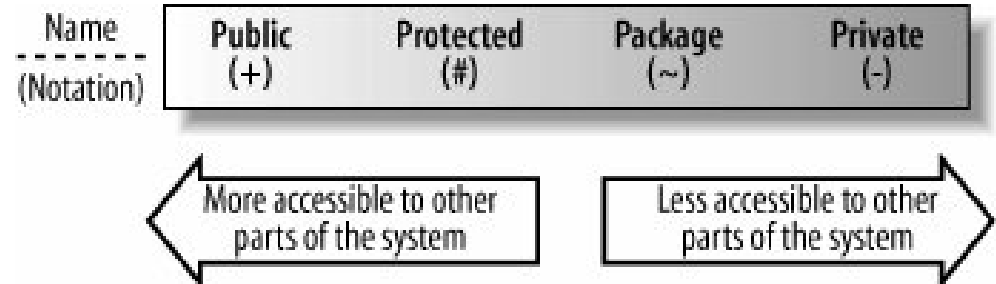 Name
(Notation)
Public Protected Package Private
(+) (#) (~) (-)
More accessible to other
parts of the system
Less accessible to other
parts of the system